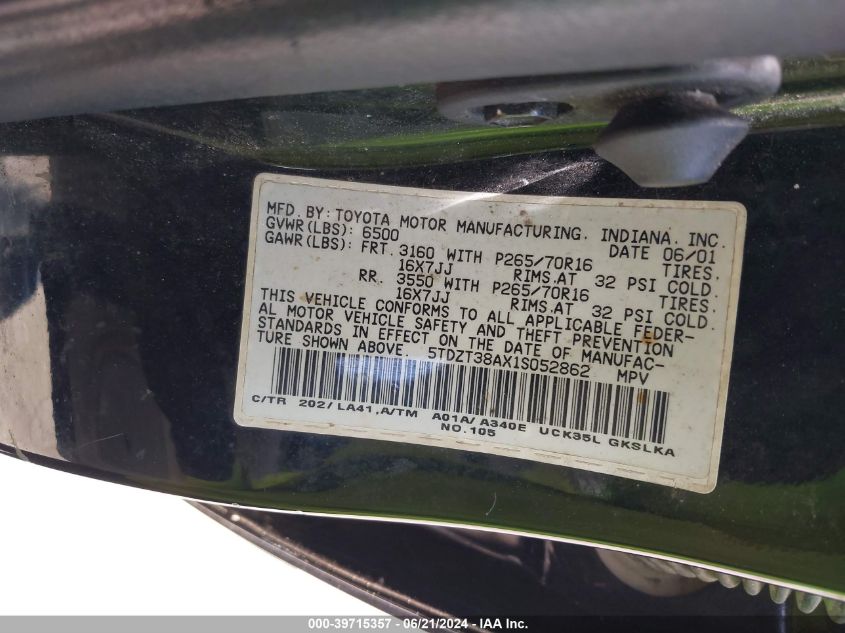 MFD. BY: TOYOTA MOTOR MANUFACTURING, INDIANA, INC.
GVWR(LBS): 6500 DATE 06/01
GAWR(LBS): FRT. 3160 WITH P265/70R16 TIRES,
16X7JJ RIMS,AT 32 PSI COLD.
RR. 3550 WITH P265/70R16 TIRES,
16X7JJ RIMS,AT 32 PSI COLD.
THIS VEHICLE CONFORMS TO ALL APPLICABLE FEDER-
AL MOTOR VEHICLE SAFETY AND THEFT PREVENTION
STANDARDS IN EFFECT ON THE DATE OF MANUFAC-
TURE SHOWN ABOVE. 5TDZT38AX1S052862 MPV
C/TR 202/LA41,A/TM A01A/A340E UCK35L GKSLKA
NO.105
000-39715357 - 06/21/2024 - IAA Inc.